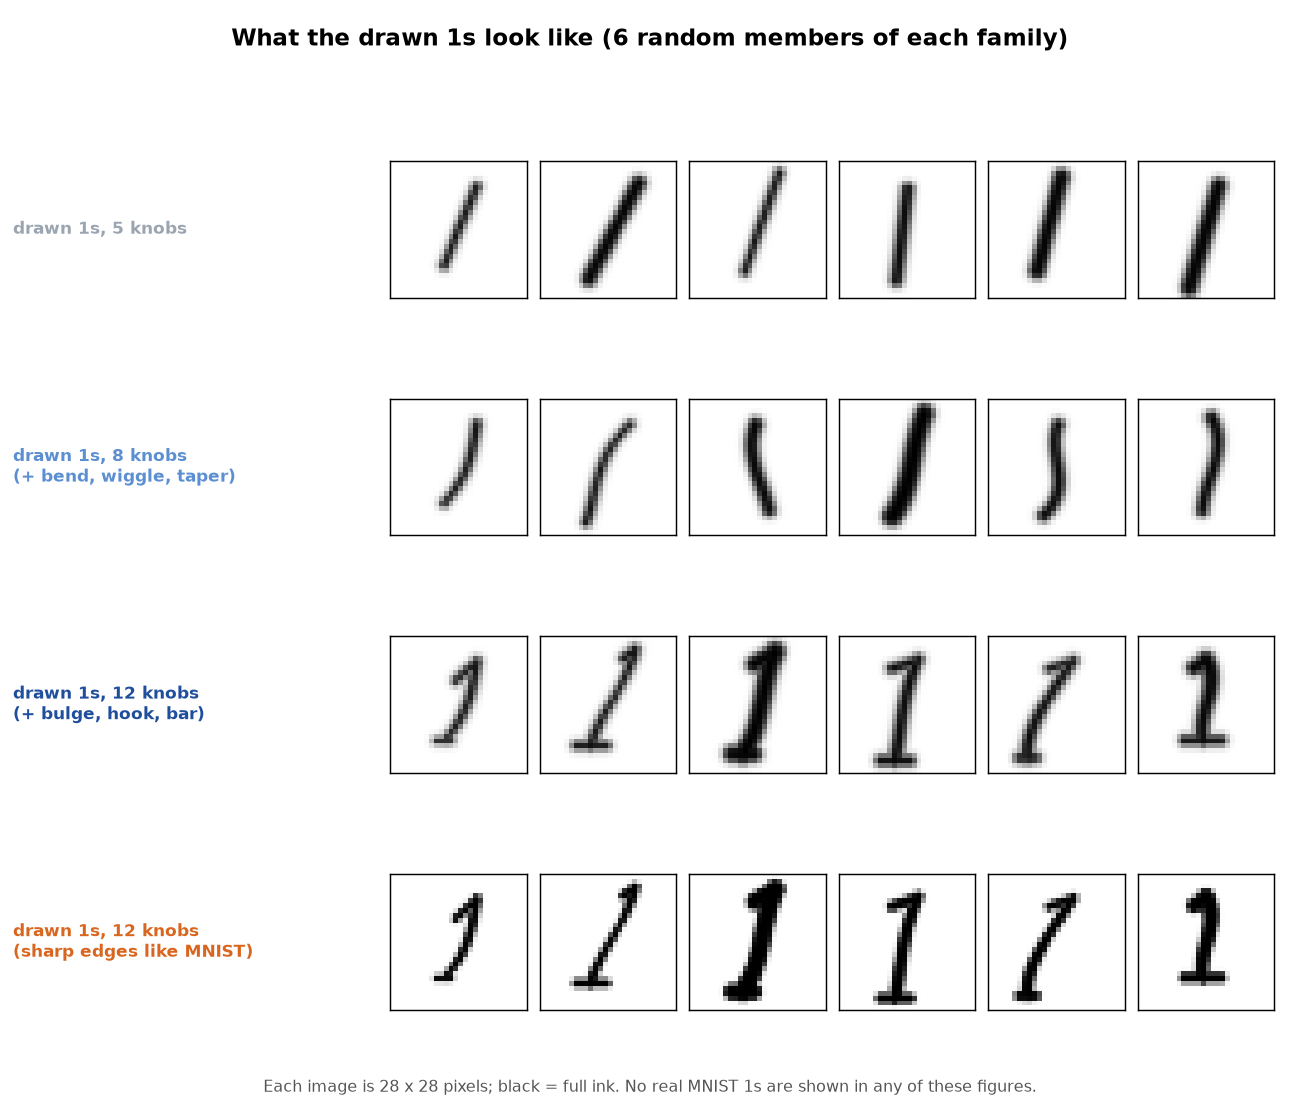 What the drawn 1s look like (6 random members of each family)
drawn 1s, 5 knobs
drawn 1s, 8 knobs
(+ bend, wiggle, taper)
drawn 1s, 12 knobs
(+ bulge, hook, bar)
drawn 1s, 12 knobs
(sharp edges like MNIST)
Each image is 28 x 28 pixels; black = full ink. No real MNIST 1s are shown in any of these figures.